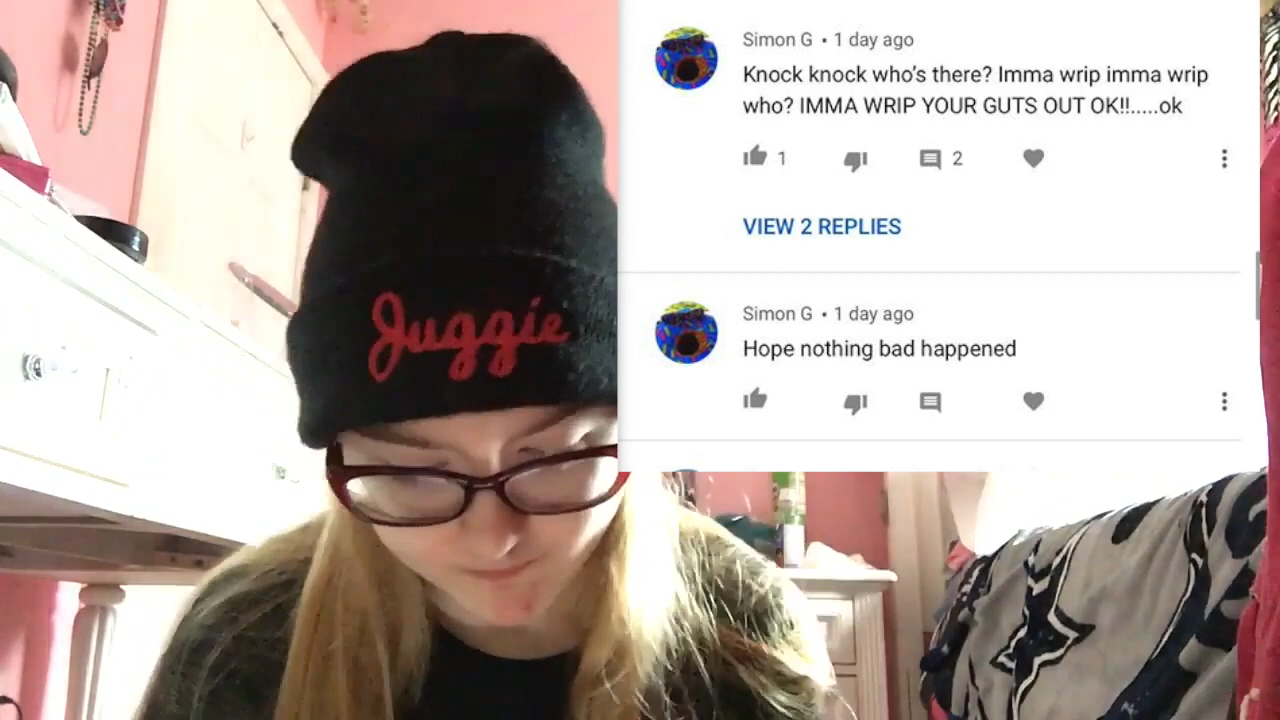 Juggie
Simon G • 1 day ago
Knock knock who's there? Imma wrip imma wrip
who? IMMA WRIP YOUR GUTS OUT OK!!.....ok
1
2
VIEW 2 REPLIES
Simon G • 1 day ago
Hope nothing bad happened